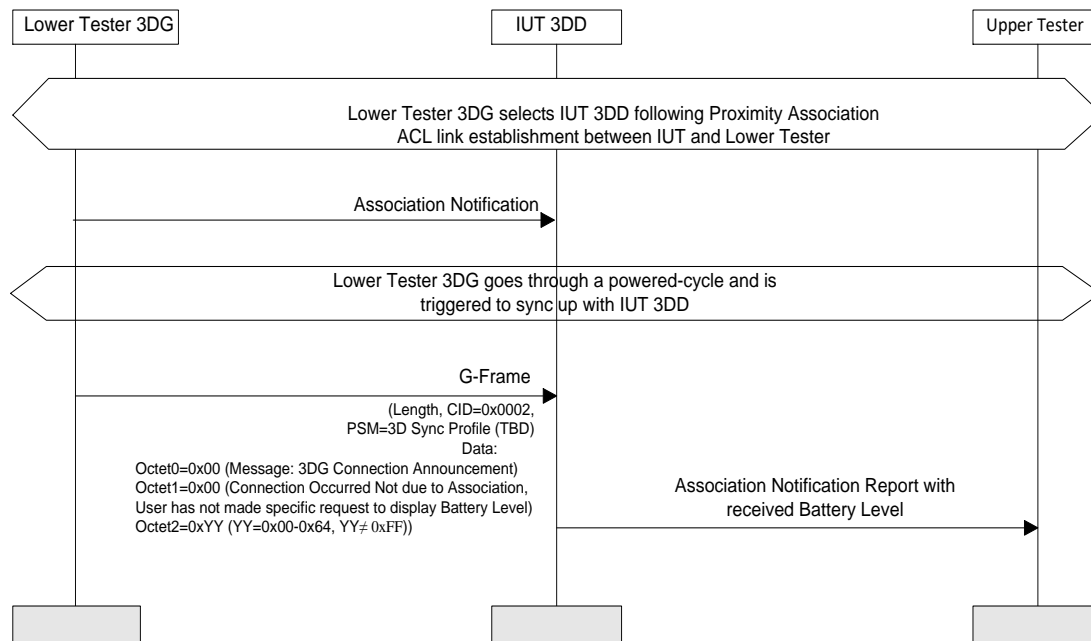 Lower Tester 3DG
IUT 3DD
Upper Tester
Lower Tester 3DG selects IUT 3DD following Proximity Association
ACL link establishment between IUT and Lower Tester
Association Notification
Lower Tester 3DG goes through a powered-cycle and is
triggered to sync up with IUT 3DD
G-Frame
(Length, CID=0x0002,
PSM=3D Sync Profile (TBD)
Data:
Octet0=0x00 (Message: 3DG Connection Announcement)
Octet1=0x00 (Connection Occurred Not due to Association,
User has not made specific request to display Battery Level)
Octet2=0xYY (YY=0x00-0x64, YY≠ 0xFF))
Association Notification Report with
received Battery Level